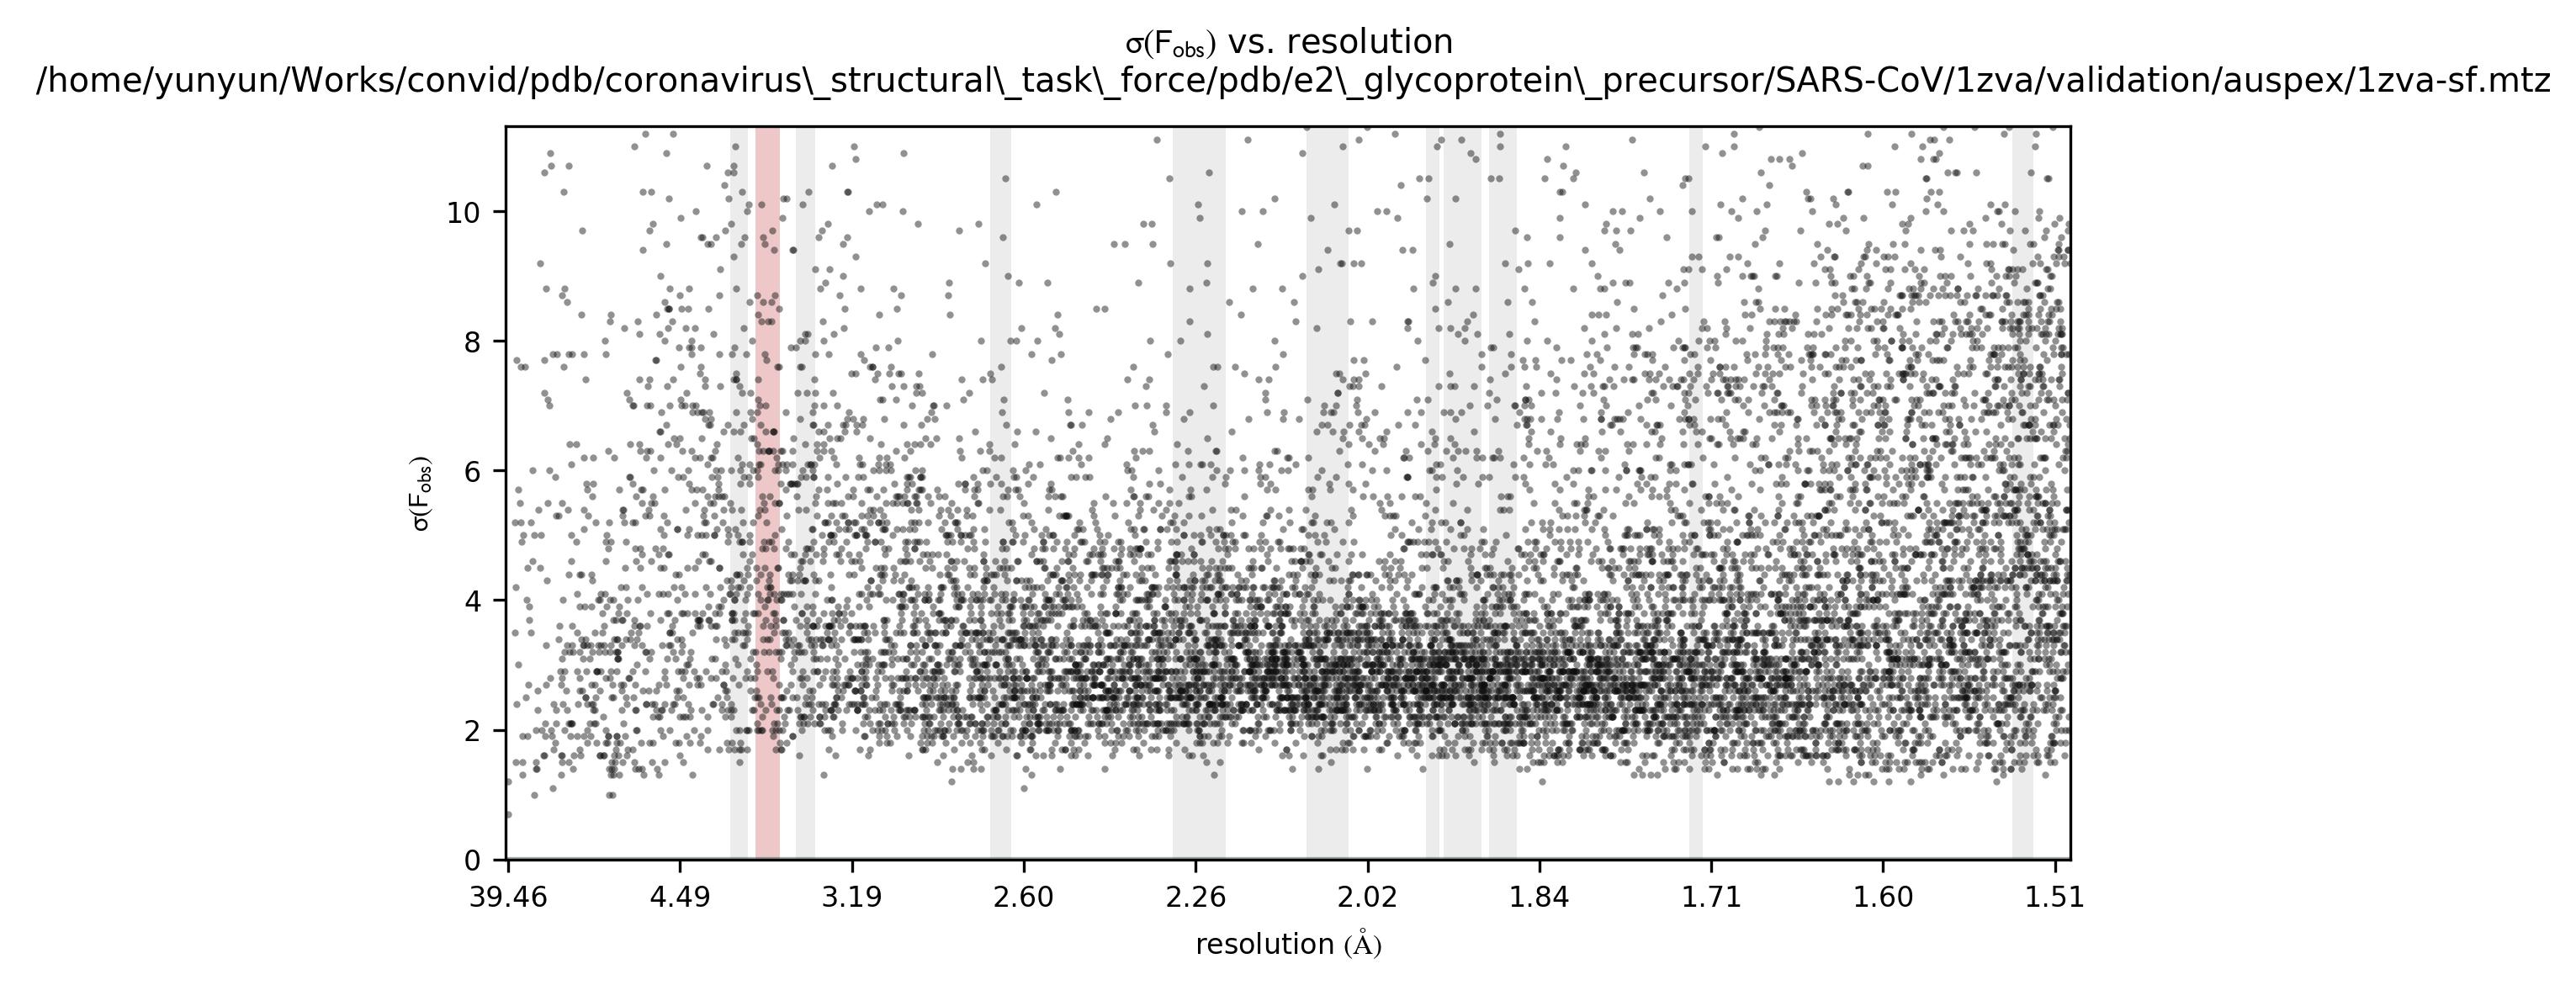 σ(Fobs) vs. resolution
/home/yunyun/Works/convid/pdb/coronavirus\_structural\_task\_force/pdb/e2\_glycoprotein\_precursor/SARS-CoV/1zva/validation/auspex/1zva-sf.mtz
10
8
6
4
2
0
σ(Fobs)
39.46 4.49 3.19 2.60 2.26 2.02 1.84 1.71 1.60 1.51
resolution (Å)